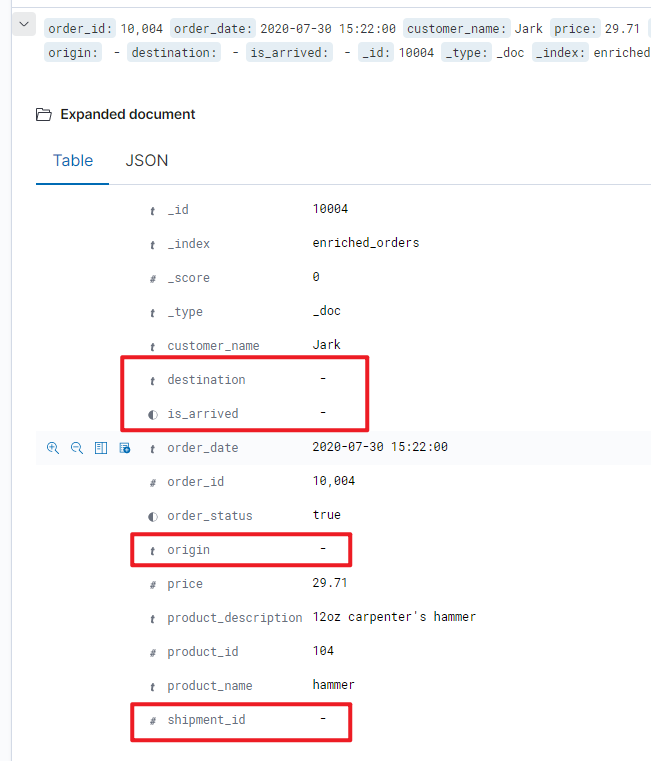 order_id: 10,004 order_date: 2020-07-30 15:22:00 customer_name: Jark price: 29.71
origin: - destination: - is_arrived: - _id: 10004 _type: _doc _index: enriched
Expanded document
Table JSON
t _id 10004
t _index enriched_orders
# _score 0
t _type _doc
t customer_name Jark
t destination -
is_arrived -
t order_date 2020-07-30 15:22:00
# order_id 10,004
order_status true
t origin -
# price 29.71
t product_description 12oz carpenter's hammer
# product_id 104
t product_name hammer
# shipment_id -